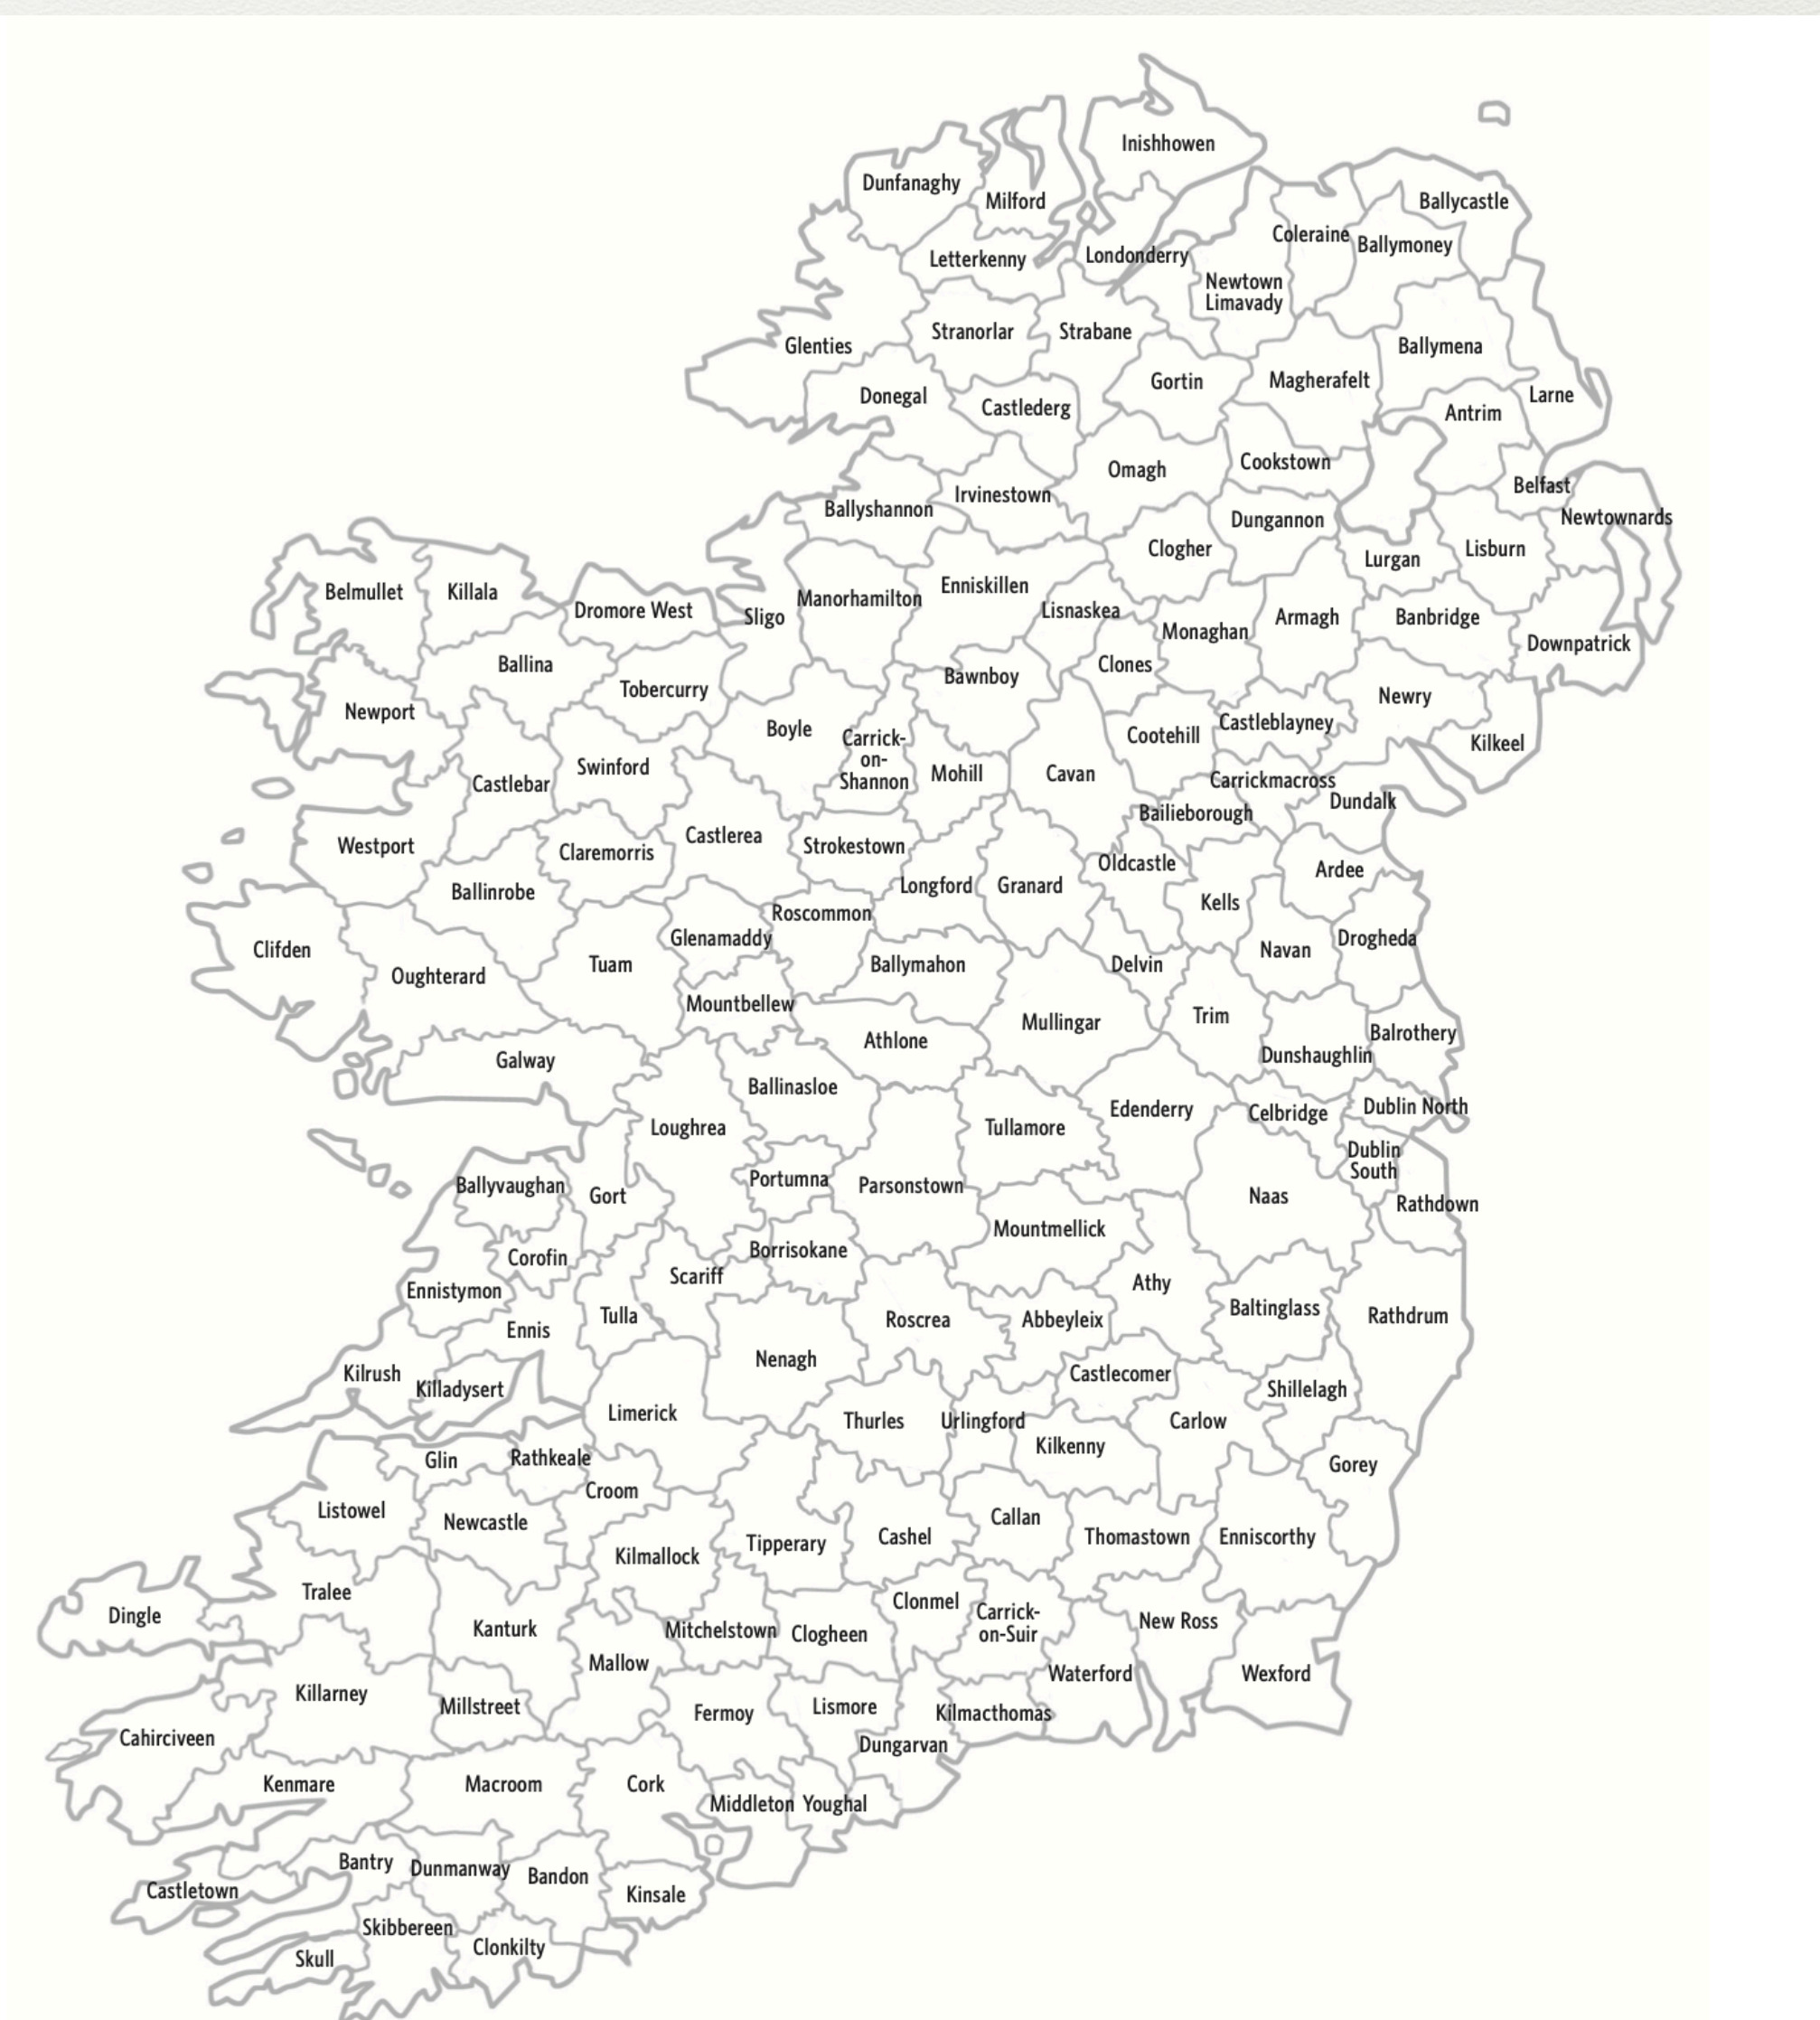 Inishhowen
Dunfanaghy
Milford
Ballycastle
Coleraine
Ballymoney
Letterkenny
Londonderry
Newtown
Limavady
Stranorlar
Strabane
Glenties
Ballymena
Gortin
Magherafelt
Donegal
Castlederg
Larne
Antrim
Omagh
Cookstown
Belfast
Irvinestown
Ballyshannon
Dungannon
Newtownards
Clogher
Lisburn
Lurgan
Enniskillen
Belmullet
Killala
Manorhamilton
Dromore West
Sligo
Lisnaskea
Armagh
Banbridge
Monaghan
Downpatrick
Ballina
Clones
Bawnboy
Tobercurry
Newry
Newport
Castleblayney
Boyle
Cootehill
Carrick-
on-
Shannon
Kilkeel
Swinford
Mohill
Cavan
Castlebar
Carrickmacross
Dundalk
Bailieborough
Castlerea
Westport
Strokestown
Claremorris
Oldcastle
Ardee
Ballinrobe
Longford
Granard
Kells
Roscommon
Glenamaddy
Drogheda
Clifden
Navan
Tuam
Ballymahon
Delvin
Oughterard
Mountbellew
Trim
Mullingar
Balrothery
Athlone
Dunshaughlin
Galway
Ballinasloe
Dublin North
Edenderry
Celbridge
Loughrea
Tullamore
Dublin
South
Portumna
Ballyvaughan
Parsonstown
Gort
Naas
Rathdown
Mountmellick
Borrisokane
Corofin
Scariff
Athy
Ennistymon
Baltinglass
Tulla
Rathdrum
Roscrea
Abbeyleix
Ennis
Nenagh
Kilrush
Castlecomer
Killadysert
Shillelagh
Limerick
Thurles
Urlingford
Carlow
Kilkenny
Glin
Rathkeale
Gorey
Croom
Listowel
Callan
Newcastle
Cashel
Thomastown
Enniscorthy
Tipperary
Kilmallock
Tralee
Clonmel
Dingle
Carrick-
on-Suir
New Ross
Kanturk
Mitchelstown
Clogheen
Mallow
Waterford
Wexford
Killarney
Millstreet
Lismore
Fermoy
Kilmacthomas
Cahirciveen
Dungarvan
Kenmare
Macroom
Cork
Middleton
Youghal
Bantry
Dunmanway
Bandon
Castletown
Kinsale
Skibbereen
Clonkilty
Skull